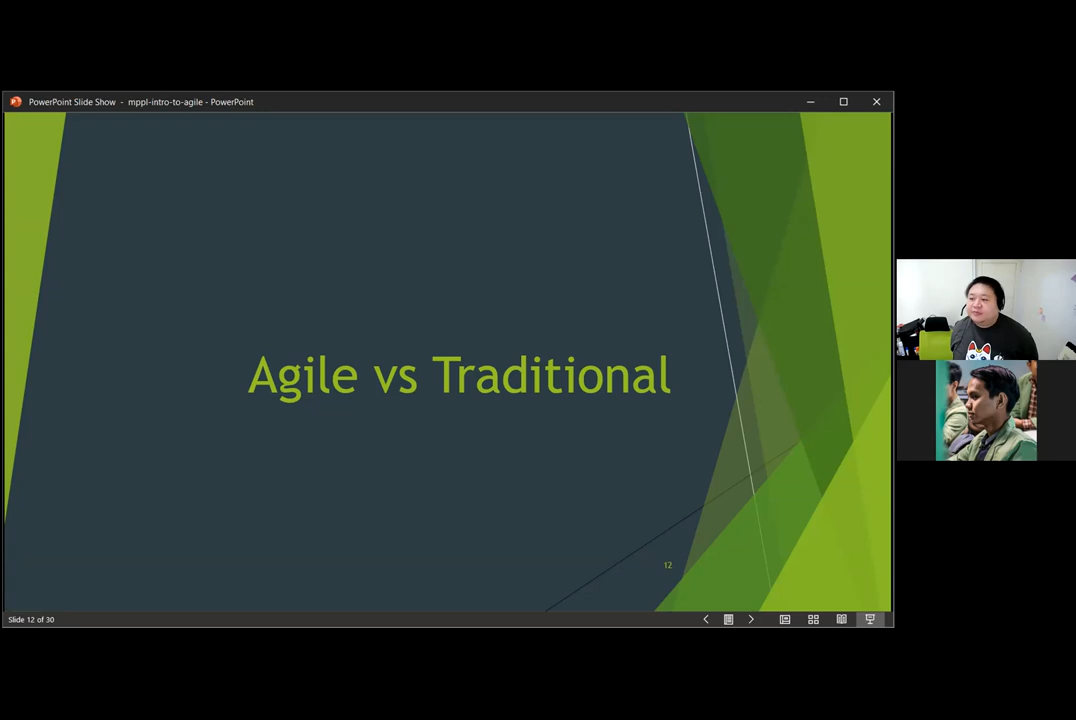 PowerPoint Slide Show - mppl-intro-to-agile - PowerPoint
Agile vs Traditional
12
Slide 12 of 30